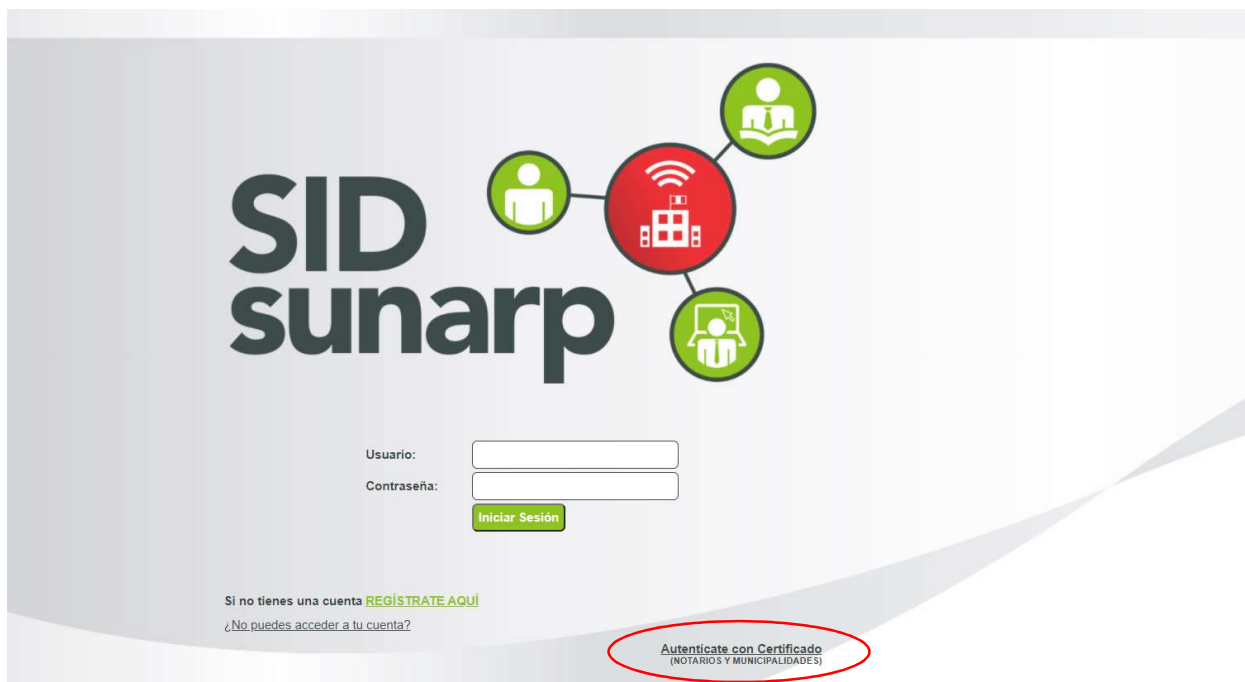 SID
sunarp
Usuario:
Contraseña:
Iniciar Sesión
Si no tienes una cuenta REGÍSTRATE AQUÍ
¿No puedes acceder a tu cuenta?
Autenticate con Certificado
(NOTARIOS Y MUNICIPALIDADES)